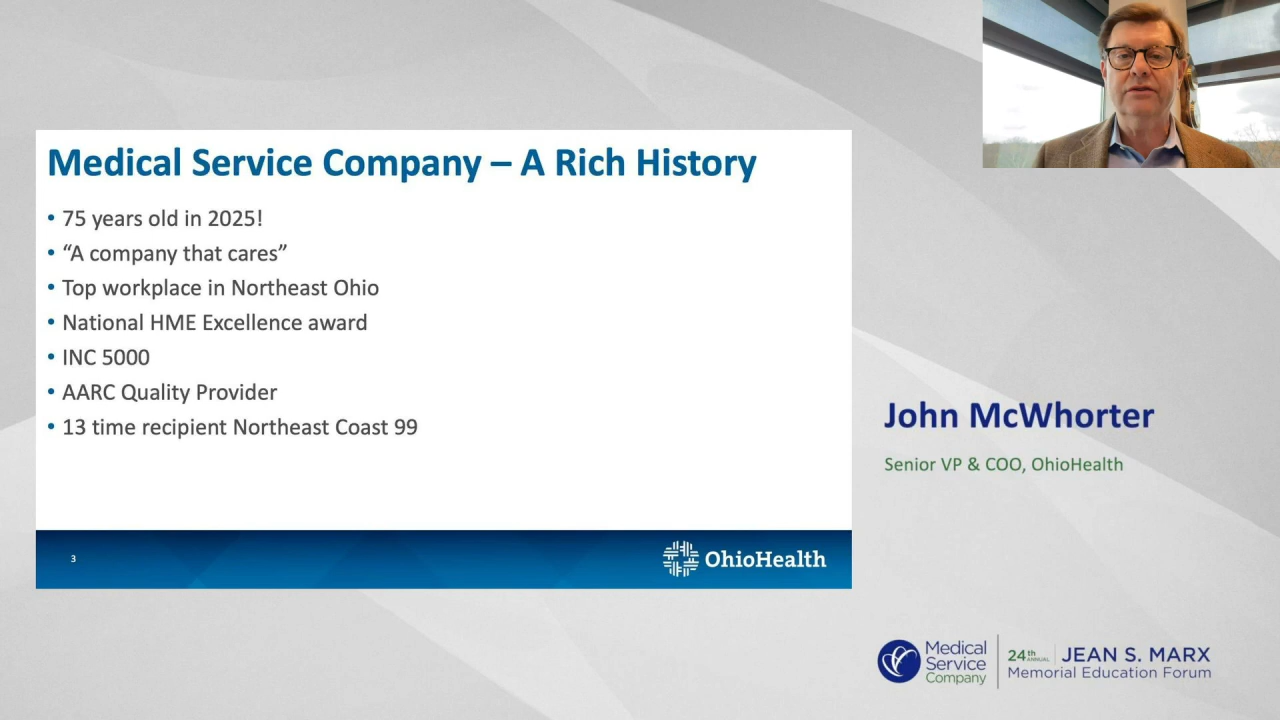 Medical Service Company – A Rich History
• 75 years old in 2025!
• “A company that cares”
• Top workplace in Northeast Ohio
• National HME Excellence award
• INC 5000
• AARC Quality Provider
• 13 time recipient Northeast Coast 99
3
OhioHealth
John McWhorter
Senior VP & COO, OhioHealth
Medical
Service
Company
24th ANNUAL JEAN S. MARX
Memorial Education Forum